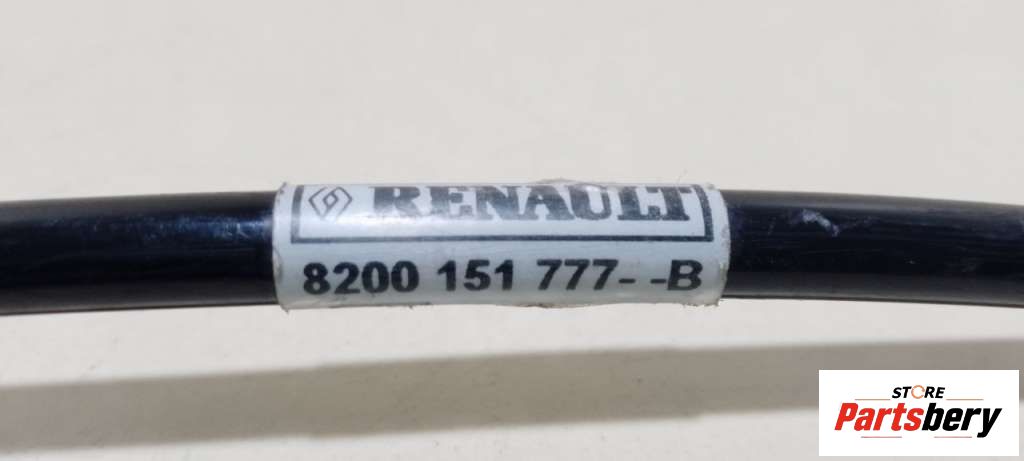 RENAULT
8200 151 777- -B
STORE
Partsbery